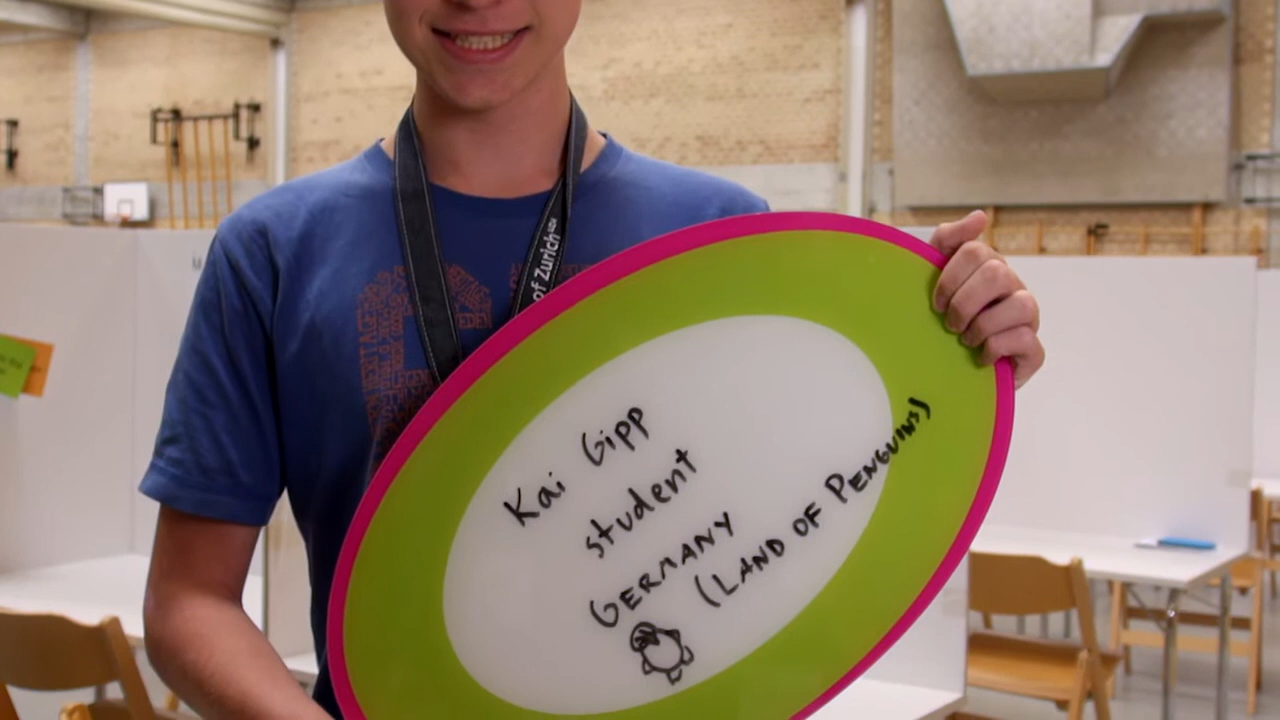 of Zurich
Kai Gipp
student
GERMANY
(LAND OF PENGUINS)